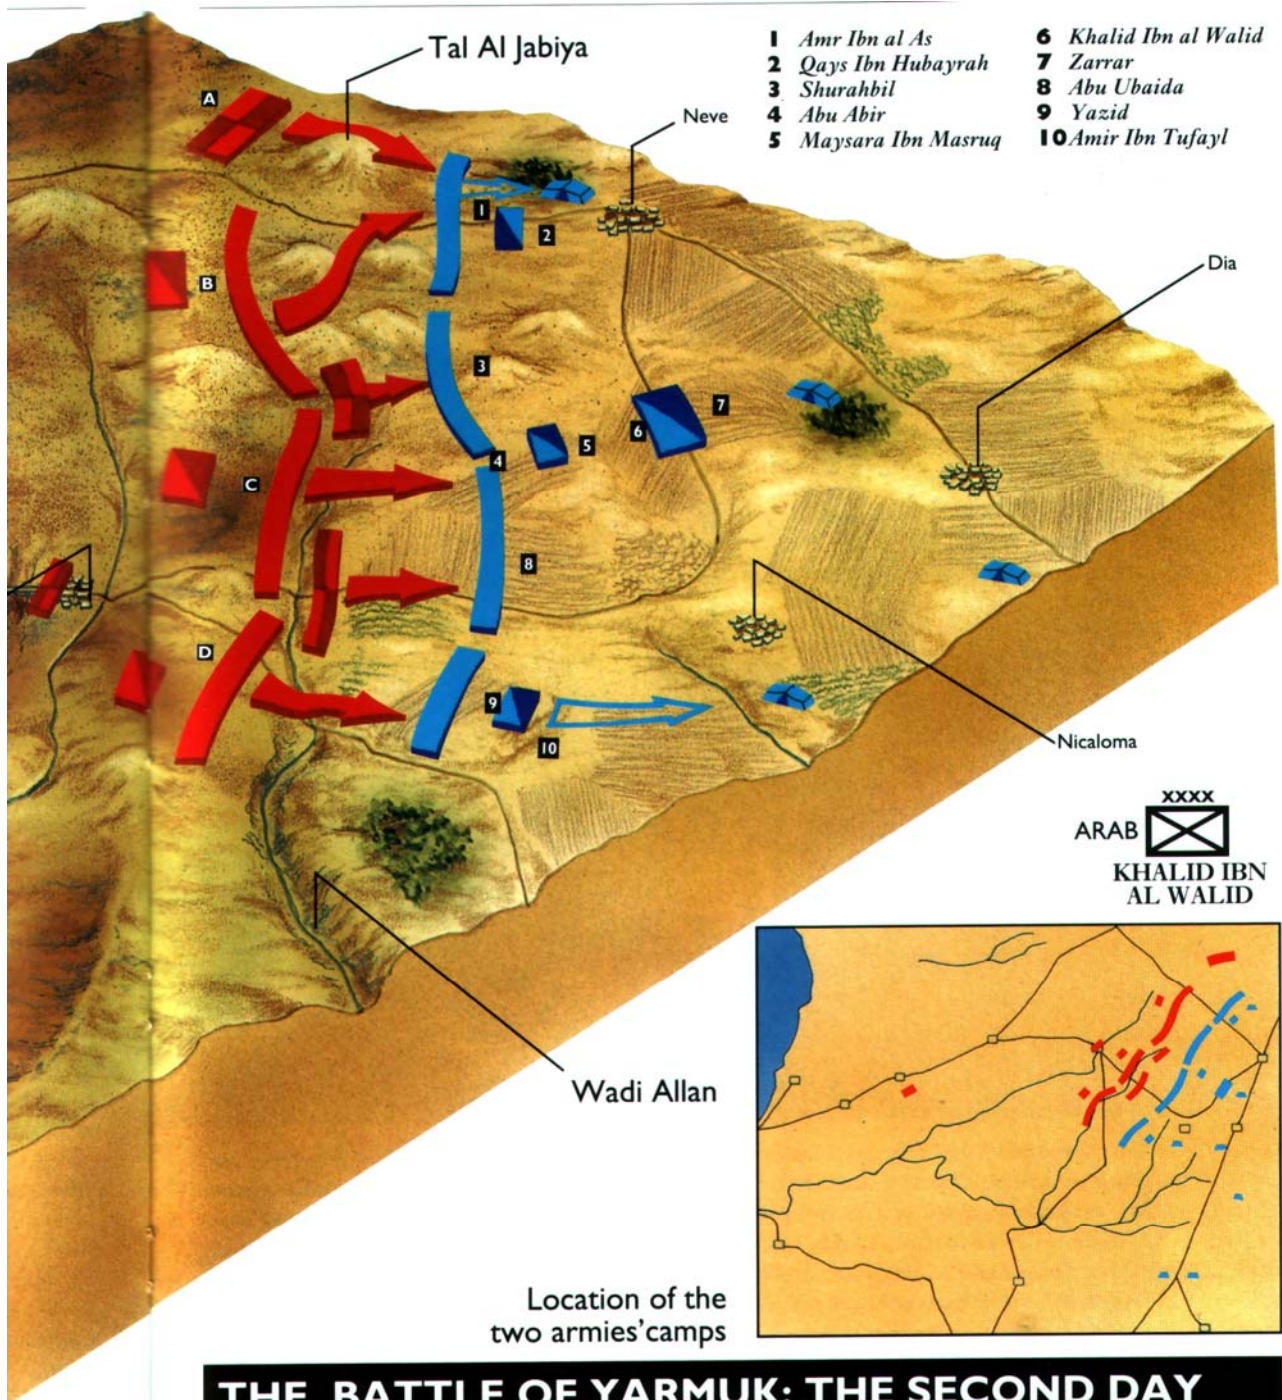 Tal Al Jabiya
Neve
1 Amr Ibn al As
2 Qays Ibn Hubayrah
3 Shurahbil
4 Abu Abir
5 Maysara Ibn Masruq
6 Khalid Ibn al Walid
7 Zarrar
8 Abu Ubaida
9 Yazid
10 Amir Ibn Tufayl
A
1
2
B
Dia
3
7
6
5
4
C
8
D
9
10
Nicaloma
xxxx
ARAB
KHALID IBN
AL WALID
Wadi Allan
Location of the
two armies' camps
THE BATTLE OF YARMUK: THE SECOND DAY